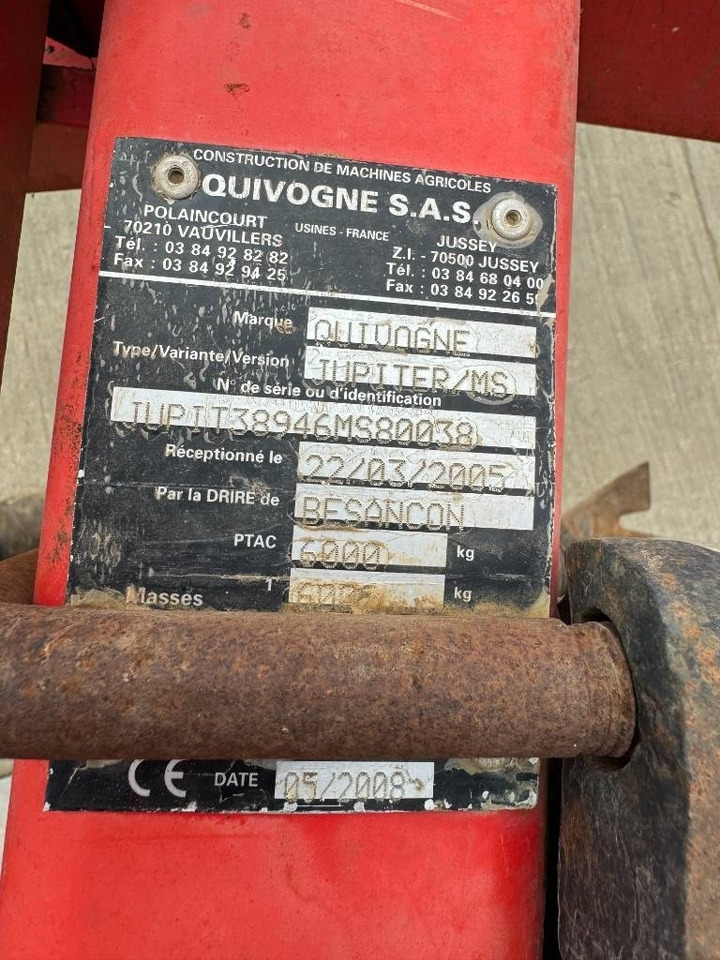 CONSTRUCTION DE MACHINES AGRICOLES
QUIVOGNE S.A.S.
USINES - FRANCE
POLAINCOURT
70210 VAUVILLERS
Tél. : 03 84 92 82 82
Fax : 03 84 92 94 25
JUSSEY
Z.I. - 70500 JUSSEY
Tél. : 03 84 68 04 00
Fax : 03 84 92 26 59
Marque QUIVOGNE
Type/Variante/Version JUPITER/MS
N° de série ou d'identification
JUPIT38946MS80038
Réceptionné le 22/03/2005
Par la DRIRE de BESANCON
PTAC 6000 kg
T kg
Masses
CE DATE 05/2008